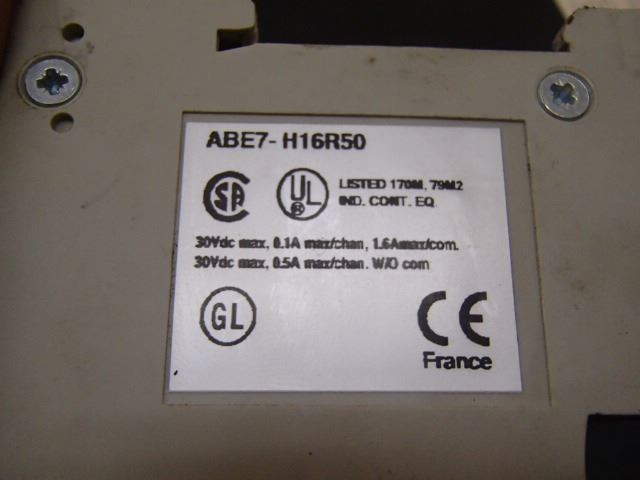 ABE7-H16R50
CSA
UL
LISTED 170M, 79M2
IND. CONT. EQ.
30Vdc max, 0.1A max/chan, 1.6Amax/com.
30Vdc max, 0.5A max/chan. W/O com
GL
CE
France